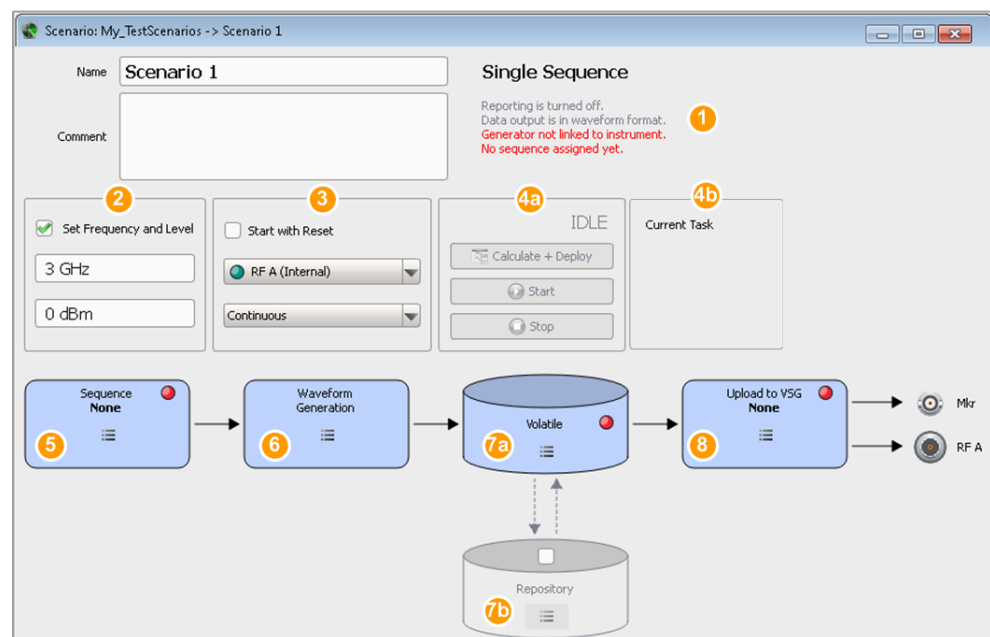 Scenario: My_TestScenarios -> Scenario 1
Name
Scenario 1
Single Sequence
Comment
Reporting is turned off.
Data output is in waveform format.
Generator not linked to instrument.
No sequence assigned yet.
1
2
3
4a
4b
Set Frequency and Level
3 GHz
0 dBm
Start with Reset
RF A (Internal)
Continuous
IDLE
Calculate + Deploy
Start
Stop
Current Task
Sequence
None
5
Waveform
Generation
6
Volatile
7a
Upload to VSG
None
8
Mkr
RF A
Repository
7b